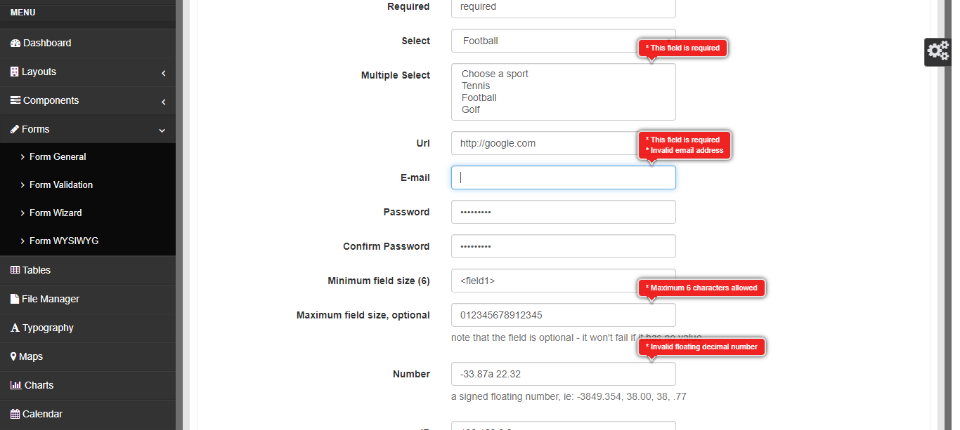 MENU
Dashboard
Layouts
Components
Forms
Form General
Form Validation
Form Wizard
Form WYSIWYG
Tables
File Manager
Typography
Maps
Charts
Calendar
Required
required
Select
Football
* This field is required
Multiple Select
Choose a sport
Tennis
Football
Golf
Url
http://google.com
* This field is required
* Invalid email address
E-mail
Password
•••••••••
Confirm Password
•••••••••
Minimum field size (6)
<field1>
* Maximum 6 characters allowed
Maximum field size, optional
012345678912345
note that the field is optional - it won't fail if it has no value
* Invalid floating decimal number
Number
-33.87a 22.32
a signed floating number, ie: -3849.354, 38.00, 38, .77